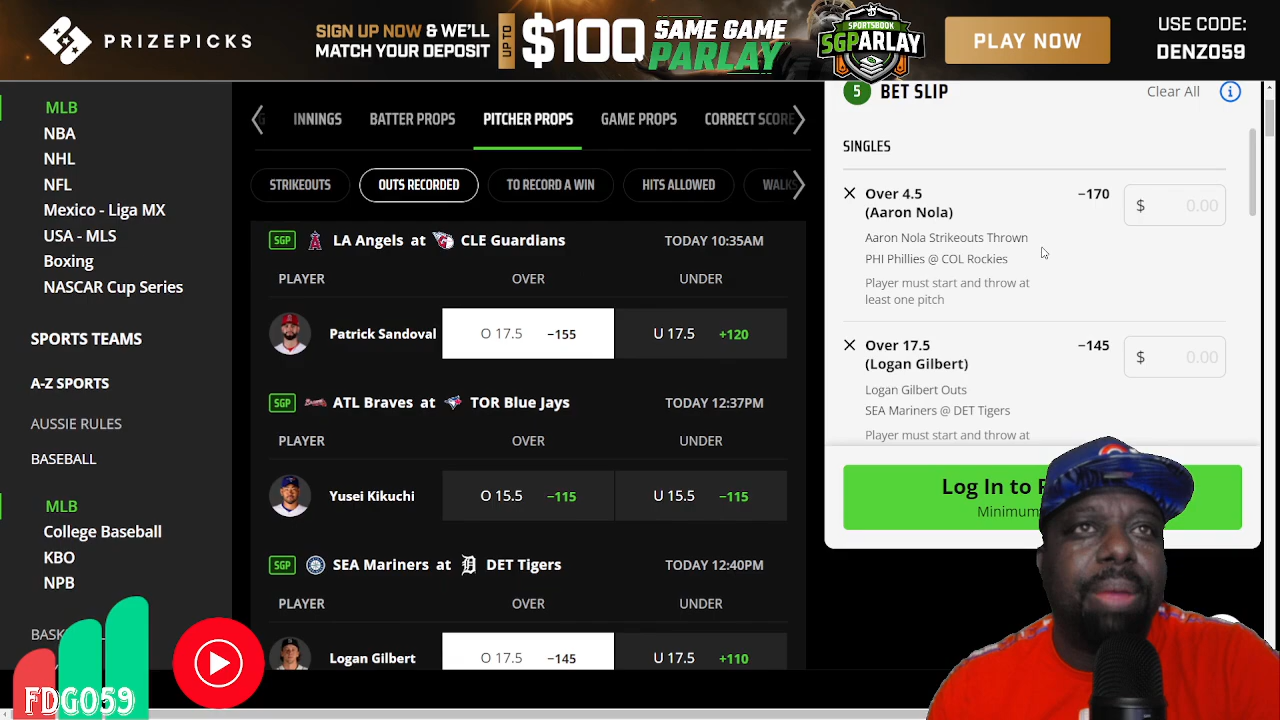 PRIZEPICKS
SIGN UP NOW & WE'LL
MATCH YOUR DEPOSIT
UP TO
$100
SAME GAME
PARLAY
SPORTSBOOK
SGPARLAY
PLAY NOW
USE CODE:
DENZO59
MLB
NBA
NHL
NFL
Mexico - Liga MX
USA - MLS
Boxing
NASCAR Cup Series
SPORTS TEAMS
A-Z SPORTS
AUSSIE RULES
BASEBALL
MLB
College Baseball
KBO
NPB
FDGO59
INNINGS
BATTER PROPS
PITCHER PROPS
GAME PROPS
CORRECT SCORE
STRIKEOUTS
OUTS RECORDED
TO RECORD A WIN
HITS ALLOWED
SGP LA Angels at CLE Guardians TODAY 10:35AM
PLAYER OVER UNDER
Patrick Sandoval O 17.5 −155 U 17.5 +120
SGP ATL Braves at TOR Blue Jays TODAY 12:37PM
PLAYER OVER UNDER
Yusei Kikuchi O 15.5 −115 U 15.5 −115
SGP SEA Mariners at DET Tigers TODAY 12:40PM
PLAYER OVER UNDER
Logan Gilbert O 17.5 −145 U 17.5 +110
5 BET SLIP Clear All i
SINGLES
Over 4.5 −170 $ 0.00
(Aaron Nola)
Aaron Nola Strikeouts Thrown
PHI Phillies @ COL Rockies
Player must start and throw at
least one pitch
Over 17.5 −145 $ 0.00
(Logan Gilbert)
Logan Gilbert Outs
SEA Mariners @ DET Tigers
Player must start and throw at
Log In to
Minimum